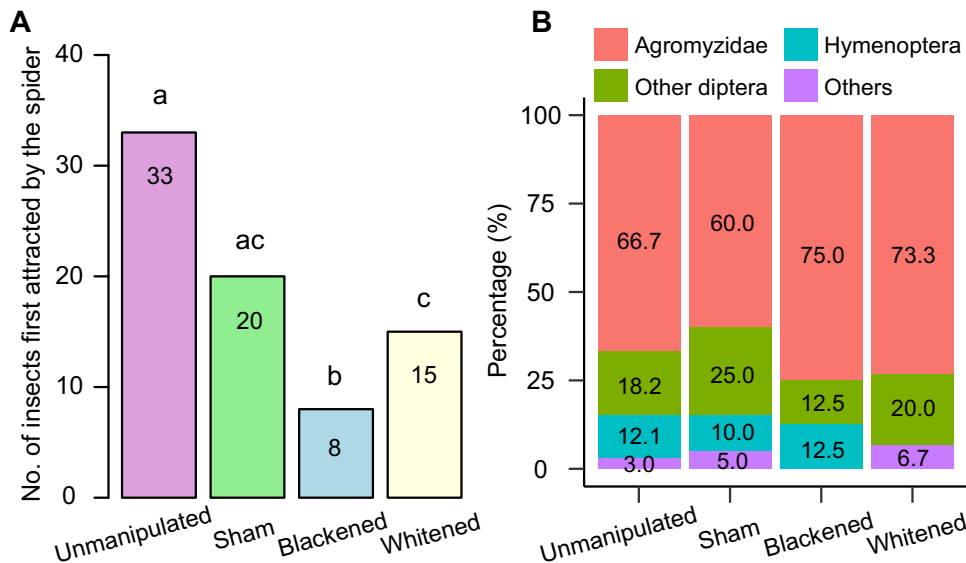 A
No. of insects first attracted by the spider
40
30
20
10
0
a
33
ac
20
b
8
c
15
Unmanipulated
Sham
Blackened
Whitened
B
Agromyzidae
Hymenoptera
Other diptera
Others
Percentage (%)
100
75
50
25
0
66.7
18.2
12.1
3.0
60.0
25.0
10.0
5.0
75.0
12.5
12.5
73.3
20.0
6.7
Unmanipulated
Sham
Blackened
Whitened